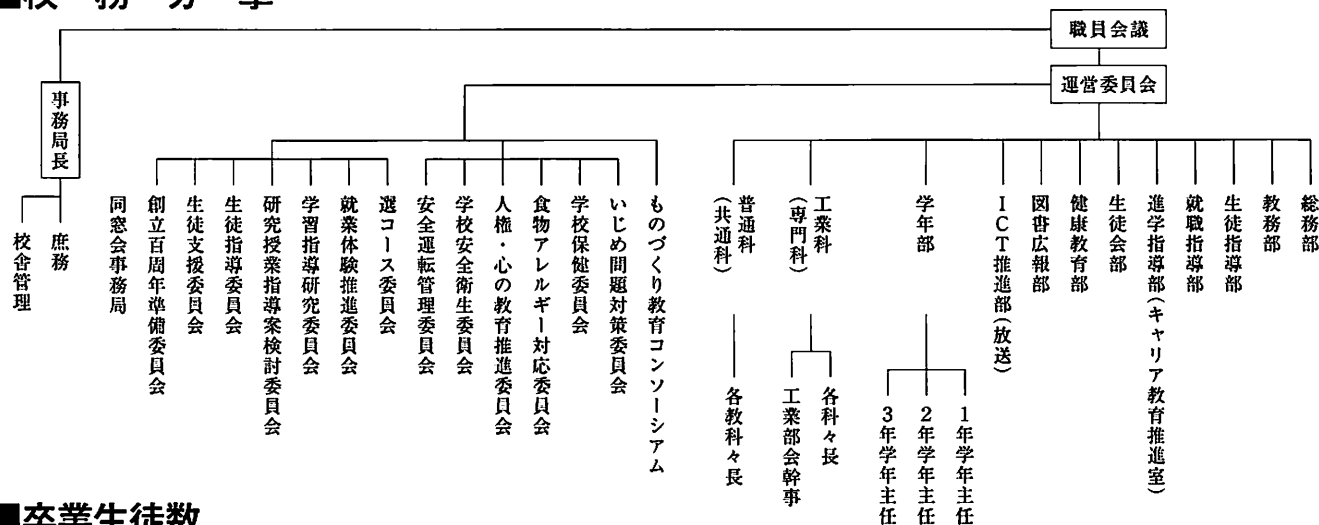 ■校務分掌
職員会議
運営委員会
総務部
教務部
生徒指導部
就職指導部
進学指導部(キャリア教育推進室)
生徒会部
健康教育部
図書広報部
ICT推進部(放送)
学年部
1年学年主任
2年学年主任
3年学年主任
工業科
(専門科)
各科々長
工業部会幹事
普通科
(共通科)
各教科々長
ものづくり教育コンソーシアム
いじめ問題対策委員会
学校保健委員会
食物アレルギー対応委員会
人権・心の教育推進委員会
学校安全衛生委員会
安全運転管理委員会
選コース委員会
就業体験推進委員会
学習指導研究委員会
研究授業指導案検討委員会
生徒指導委員会
生徒支援委員会
創立百周年準備委員会
同窓会事務局
事務局長
庶務
校舎管理
■卒業生徒数